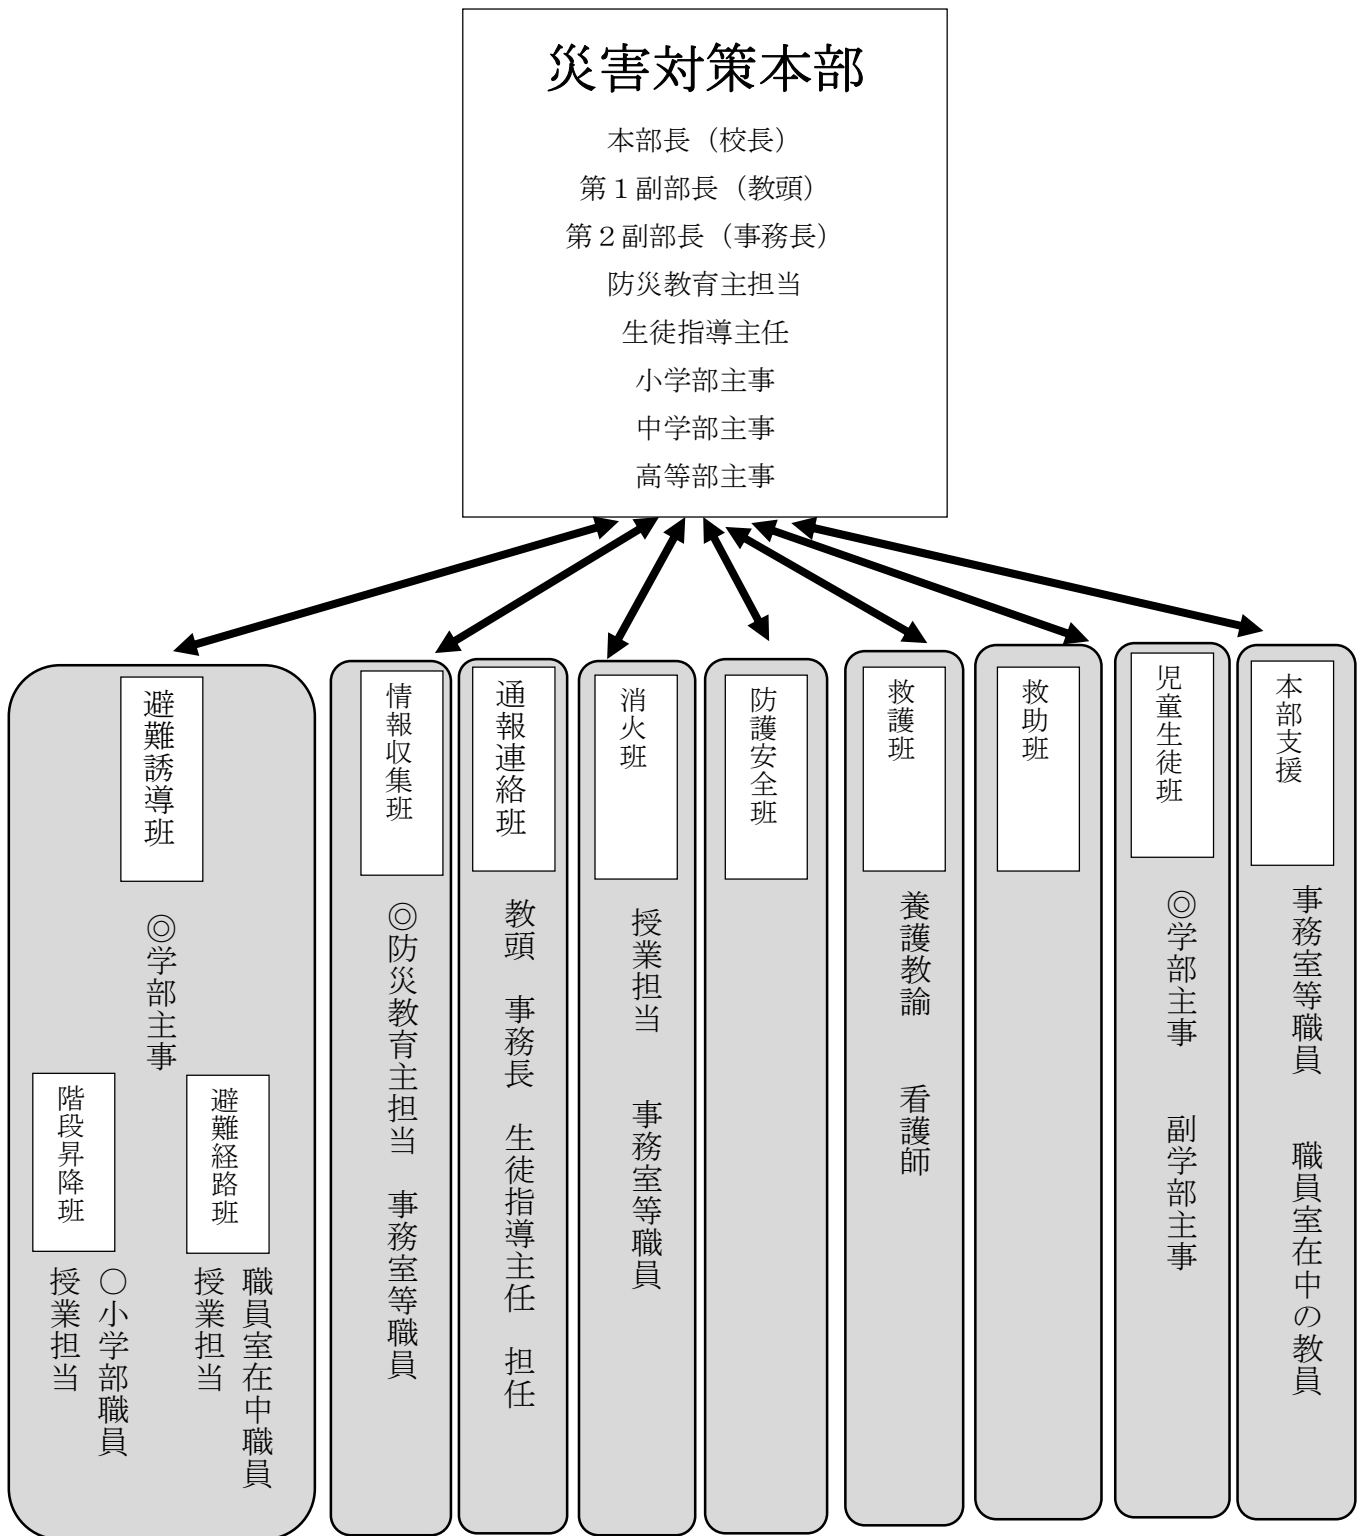 災害対策本部
本部長（校長）
第１副部長（教頭）
第２副部長（事務長）
防災教育主担当
生徒指導主任
小学部主事
中学部主事
高等部主事
本部支援
事務室等職員　職員室在中の教員
児童生徒班
◎学部主事　副学部主事
救助班
救護班
養護教諭　看護師
防護安全班
消火班
授業担当　事務室等職員
通報連絡班
教頭　事務長　生徒指導主任　担任
情報収集班
◎防災教育主担当　事務室等職員
避難誘導班
◎学部主事
避難経路班
職員室在中職員
授業担当
階段昇降班
○小学部職員
授業担当